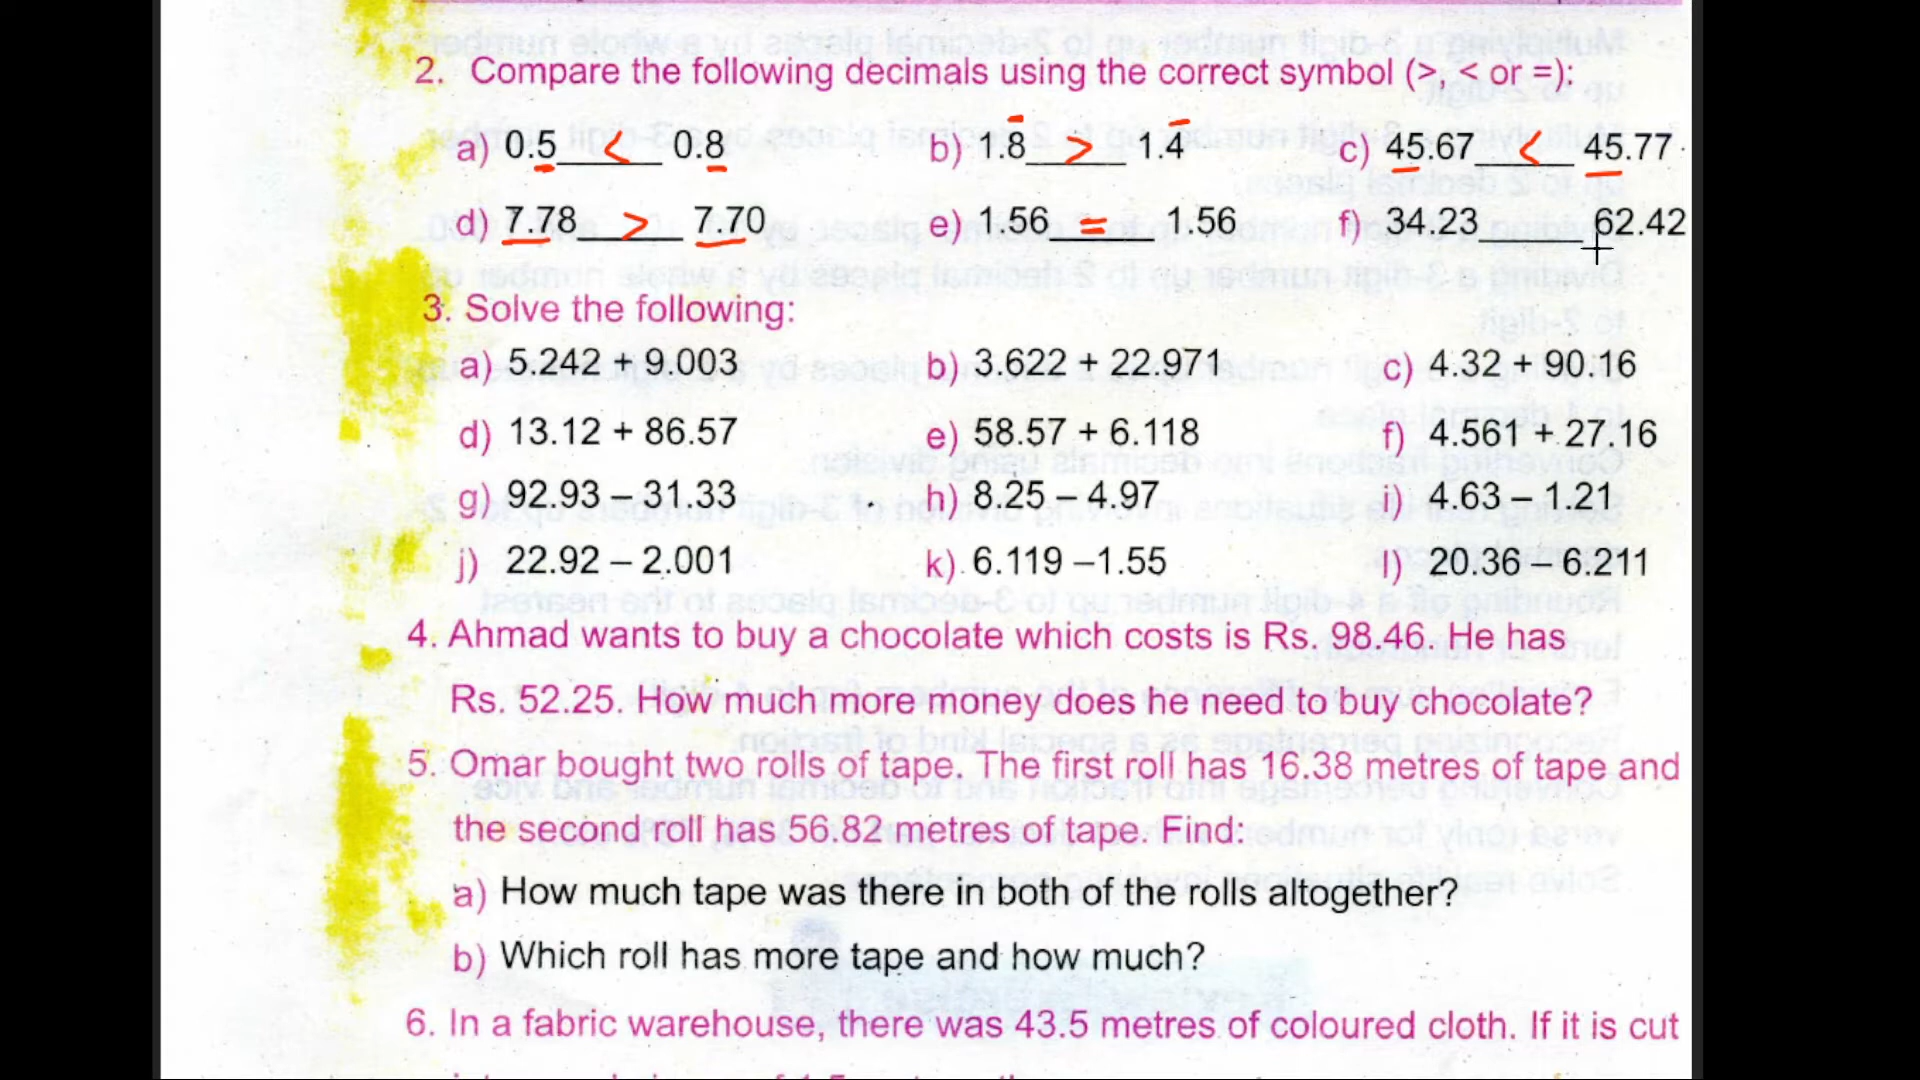 2. Compare the following decimals using the correct symbol (>, < or =):
a) 0.5 < 0.8 b) 1.8 > 1.4 c) 45.67 < 45.77
d) 7.78 > 7.70 e) 1.56 = 1.56 f) 34.23 ______ 62.42
3. Solve the following:
a) 5.242 + 9.003 b) 3.622 + 22.971 c) 4.32 + 90.16
d) 13.12 + 86.57 e) 58.57 + 6.118 f) 4.561 + 27.16
g) 92.93 – 31.33 h) 8.25 – 4.97 i) 4.63 – 1.21
j) 22.92 – 2.001 k) 6.119 –1.55 l) 20.36 – 6.211
4. Ahmad wants to buy a chocolate which costs is Rs. 98.46. He has
Rs. 52.25. How much more money does he need to buy chocolate?
5. Omar bought two rolls of tape. The first roll has 16.38 metres of tape and
the second roll has 56.82 metres of tape. Find:
a) How much tape was there in both of the rolls altogether?
b) Which roll has more tape and how much?
6. In a fabric warehouse, there was 43.5 metres of coloured cloth. If it is cut